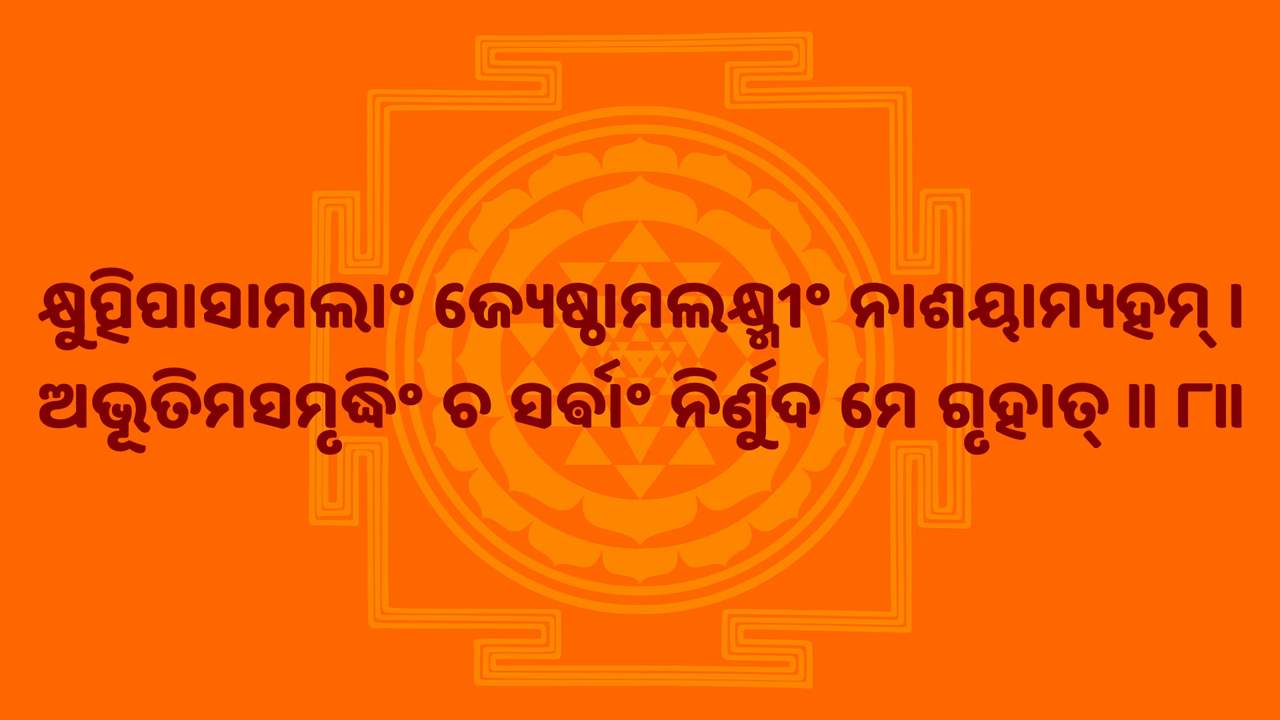 କ୍ଷୁତ୍ପିପାସାମଲାଂ ଜ୍ୟେଷ୍ଠାମଲକ୍ଷ୍ମୀଂ ନାଶୟାମ୍ୟହମ୍ ।
ଅଭୂତିମସମୃଦ୍ଧିଂ ଚ ସର୍ଵାଂ ନିର୍ଣୁଦ ମେ ଗୃହାତ୍ ॥ ୮॥